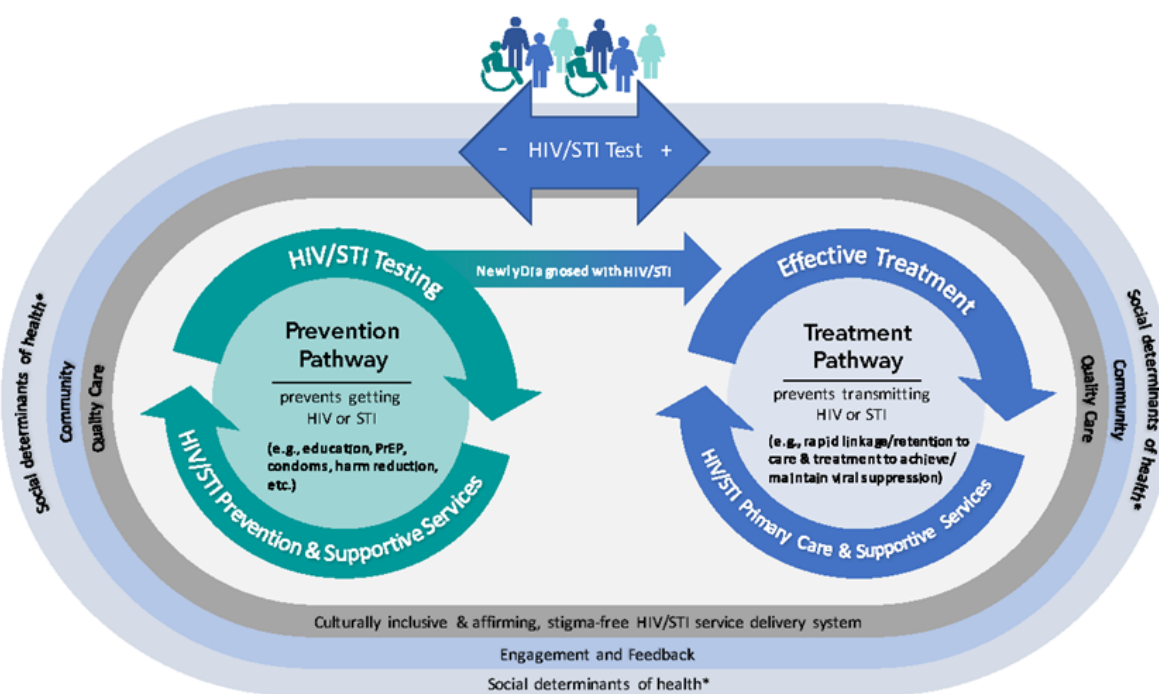 - HIV/STI Test +
HIV/STI Testing
Newly Diagnosed with HIV/STI
Effective Treatment
Prevention
Pathway
prevents getting
HIV or STI
(e.g., education, PrEP,
condoms, harm reduction,
etc.)
HIV/STI Prevention & Supportive Services
Treatment
Pathway
prevents transmitting
HIV or STI
(e.g., rapid linkage/retention to
care & treatment to achieve/
maintain viral suppression)
HIV/STI Primary Care & Supportive Services
Social determinants of health*
Community
Quality Care
Quality Care
Community
Social determinants of health*
Culturally inclusive & affirming, stigma-free HIV/STI service delivery system
Engagement and Feedback
Social determinants of health*